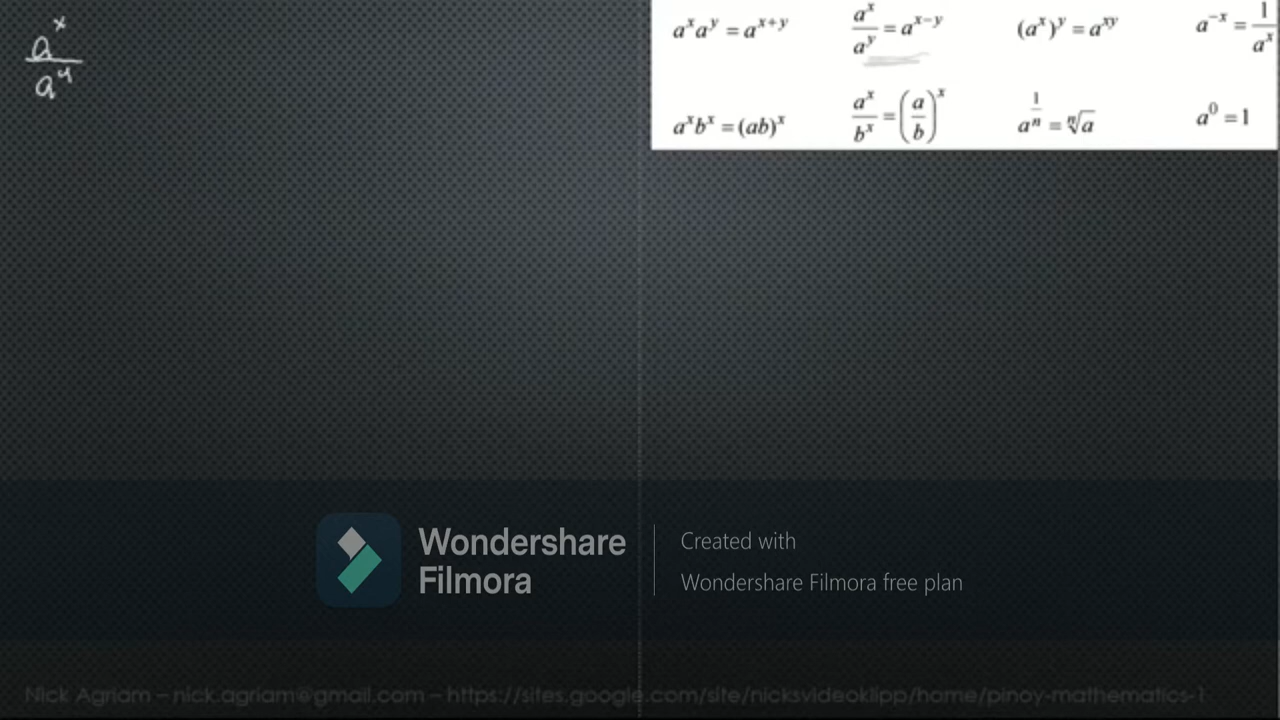 a^x/a^y
a^x a^y = a^{x+y}    a^x/a^y = a^{x-y}    (a^x)^y = a^{xy}    a^{-x} = 1/a^x
a^x b^x = (ab)^x    a^x/b^x = (a/b)^x    a^{1/n} = ⁿ√a    a^0 = 1
Wondershare
Filmora
Created with
Wondershare Filmora free plan
Nick Agriam – nick.agriam@gmail.com – https://sites.google.com/site/nicksvideoklipp/home/pinoy-mathematics-1